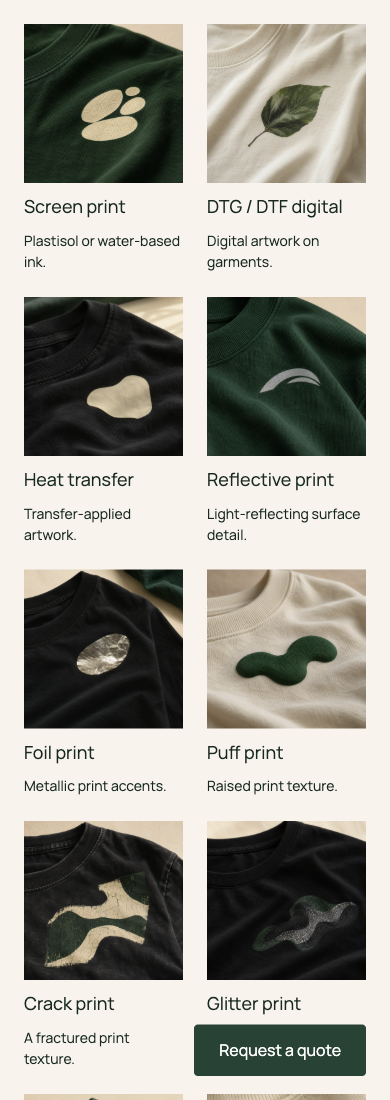 Screen print
Plastisol or water-based
ink.
DTG / DTF digital
Digital artwork on
garments.
Heat transfer
Transfer-applied
artwork.
Reflective print
Light-reflecting surface
detail.
Foil print
Metallic print accents.
Puff print
Raised print texture.
Crack print
A fractured print
texture.
Glitter print
Request a quote